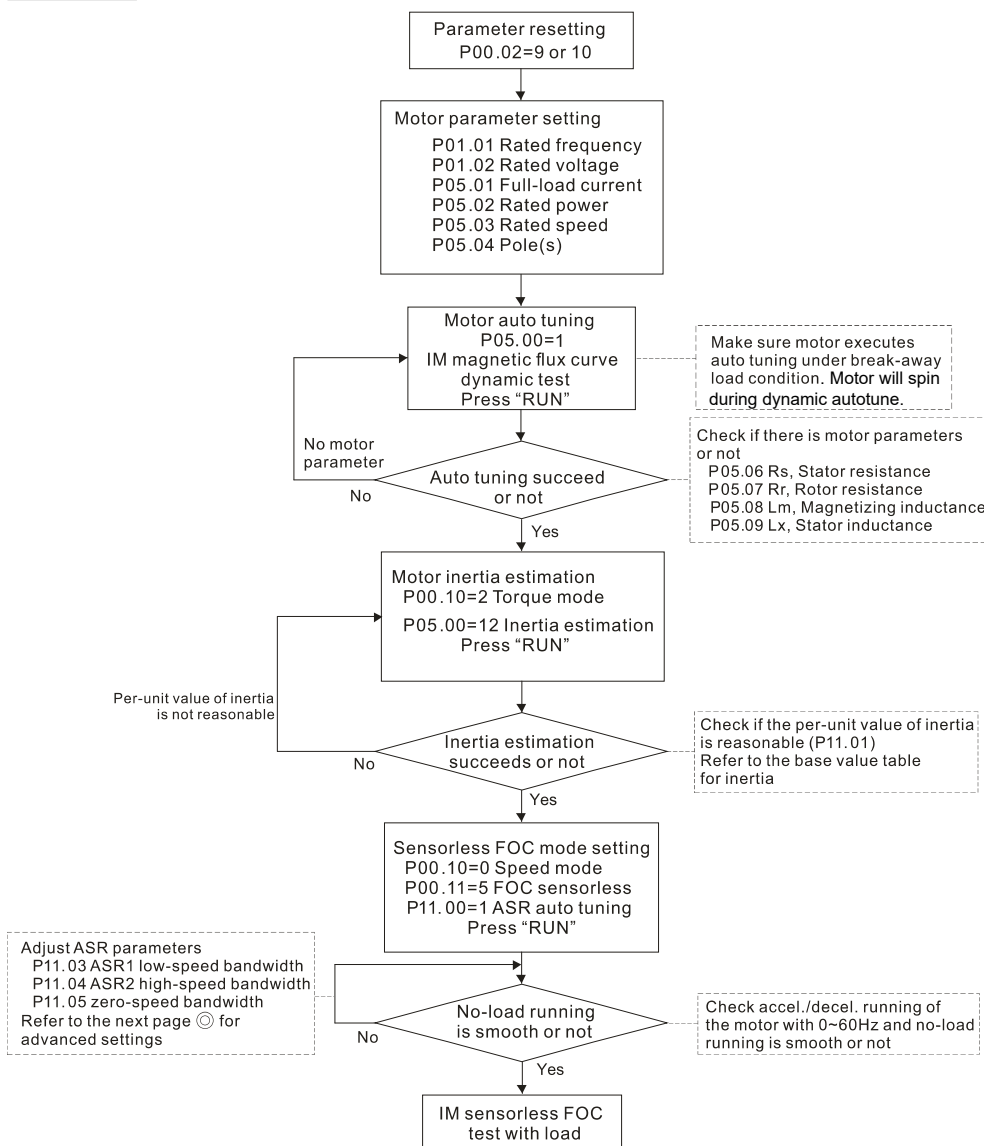 Parameter resetting
P00.02=9 or 10
Motor parameter setting
P01.01 Rated frequency
P01.02 Rated voltage
P05.01 Full-load current
P05.02 Rated power
P05.03 Rated speed
P05.04 Pole(s)
Motor auto tuning
P05.00=1
IM magnetic flux curve
dynamic test
Press “RUN”
Make sure motor executes
auto tuning under break-away
load condition. Motor will spin
during dynamic autotune.
No motor
parameter
No
Auto tuning succeed
or not
Yes
Check if there is motor parameters
or not
P05.06 Rs, Stator resistance
P05.07 Rr, Rotor resistance
P05.08 Lm, Magnetizing inductance
P05.09 Lx, Stator inductance
Motor inertia estimation
P00.10=2 Torque mode
P05.00=12 Inertia estimation
Press “RUN”
Per-unit value of inertia
is not reasonable
No
Inertia estimation
succeeds or not
Yes
Check if the per-unit value of inertia
is reasonable (P11.01)
Refer to the base value table
for inertia
Sensorless FOC mode setting
P00.10=0 Speed mode
P00.11=5 FOC sensorless
P11.00=1 ASR auto tuning
Press “RUN”
Adjust ASR parameters
P11.03 ASR1 low-speed bandwidth
P11.04 ASR2 high-speed bandwidth
P11.05 zero-speed bandwidth
Refer to the next page ◎ for
advanced settings
No
No-load running
is smooth or not
Yes
Check accel./decel. running of
the motor with 0~60Hz and no-load
running is smooth or not
IM sensorless FOC
test with load